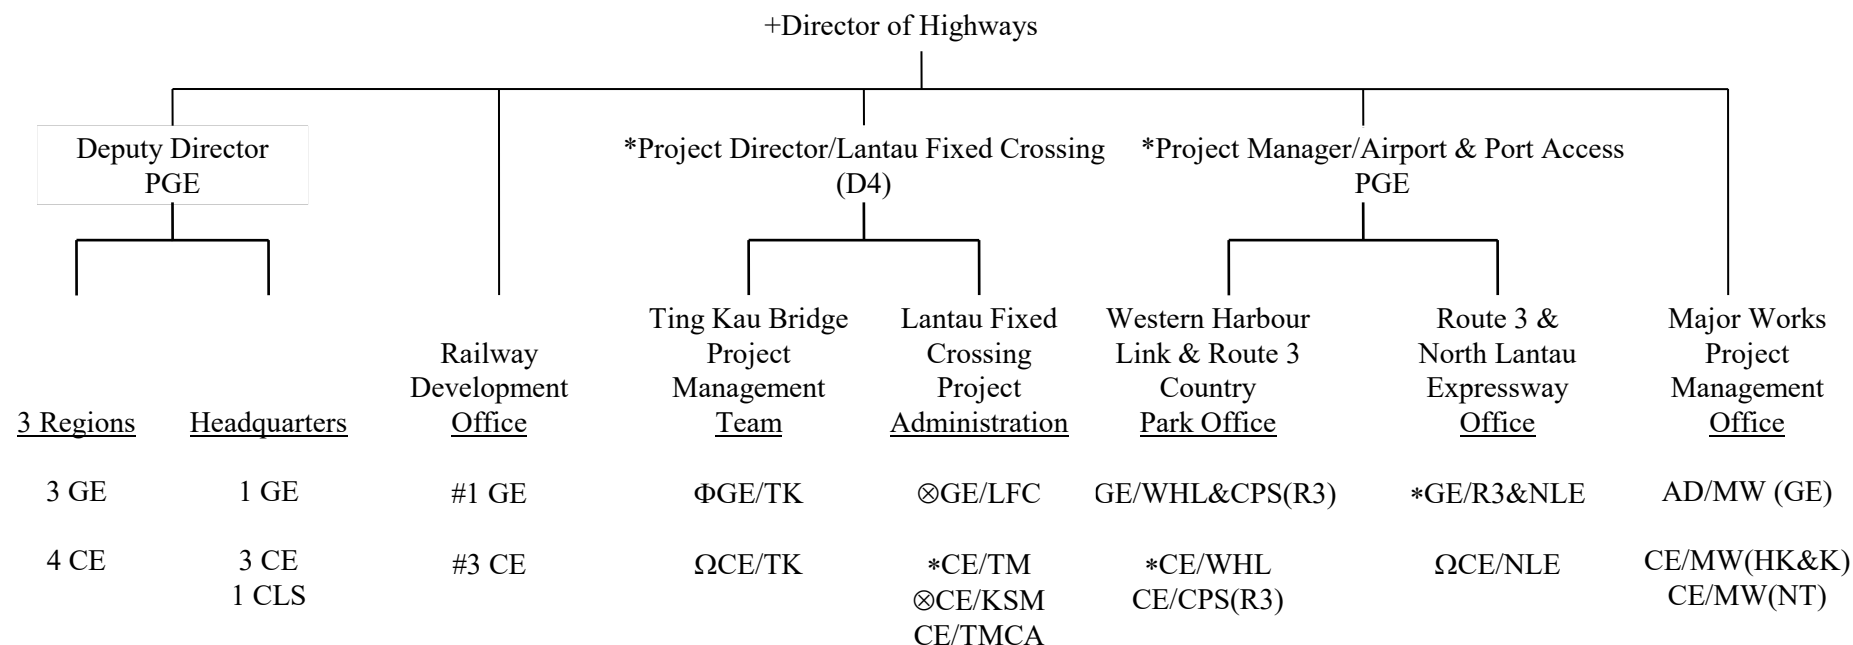 +Director of Highways
Deputy Director
PGE
*Project Director/Lantau Fixed Crossing
(D4)
*Project Manager/Airport & Port Access
PGE
3 Regions
3 GE
4 CE
Headquarters
1 GE
3 CE
1 CLS
Railway
Development
Office
#1 GE
#3 CE
Ting Kau Bridge
Project
Management
Team
ΦGE/TK
ΩCE/TK
Lantau Fixed
Crossing
Project
Administration
⊗GE/LFC
*CE/TM
⊗CE/KSM
CE/TMCA
Western Harbour
Link & Route 3
Country
Park Office
GE/WHL&CPS(R3)
*CE/WHL
CE/CPS(R3)
Route 3 &
North Lantau
Expressway
Office
*GE/R3&NLE
ΩCE/NLE
Major Works
Project
Management
Office
AD/MW (GE)
CE/MW(HK&K)
CE/MW(NT)